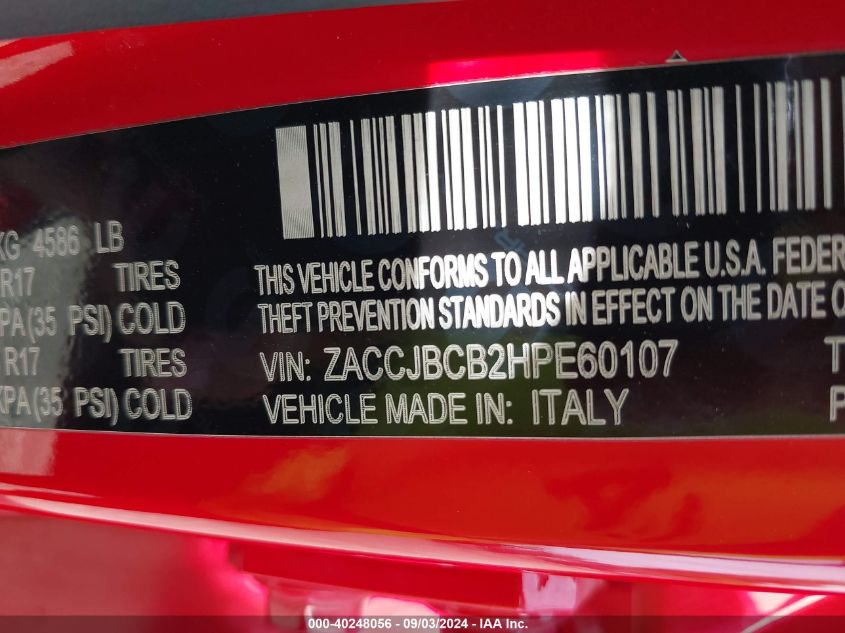 KG 4586 LB
R17 TIRES
KPA (35 PSI) COLD
R17 TIRES
KPA (35 PSI) COLD
THIS VEHICLE CONFORMS TO ALL APPLICABLE U.S.A. FEDER
THEFT PREVENTION STANDARDS IN EFFECT ON THE DATE O
VIN: ZACCJBCB2HPE60107 T
VEHICLE MADE IN: ITALY P
000-40248056 - 09/03/2024 - IAA Inc.